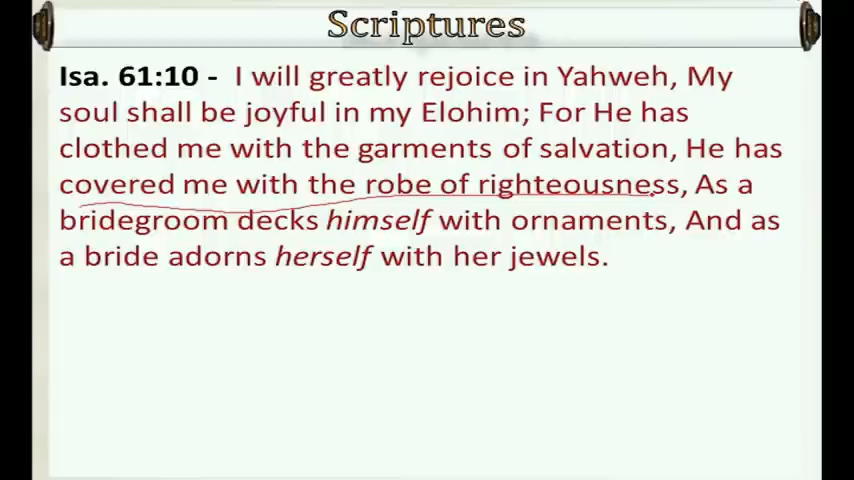 Scriptures
Isa. 61:10 - I will greatly rejoice in Yahweh, My
soul shall be joyful in my Elohim; For He has
clothed me with the garments of salvation, He has
covered me with the robe of righteousness, As a
bridegroom decks himself with ornaments, And as
a bride adorns herself with her jewels.